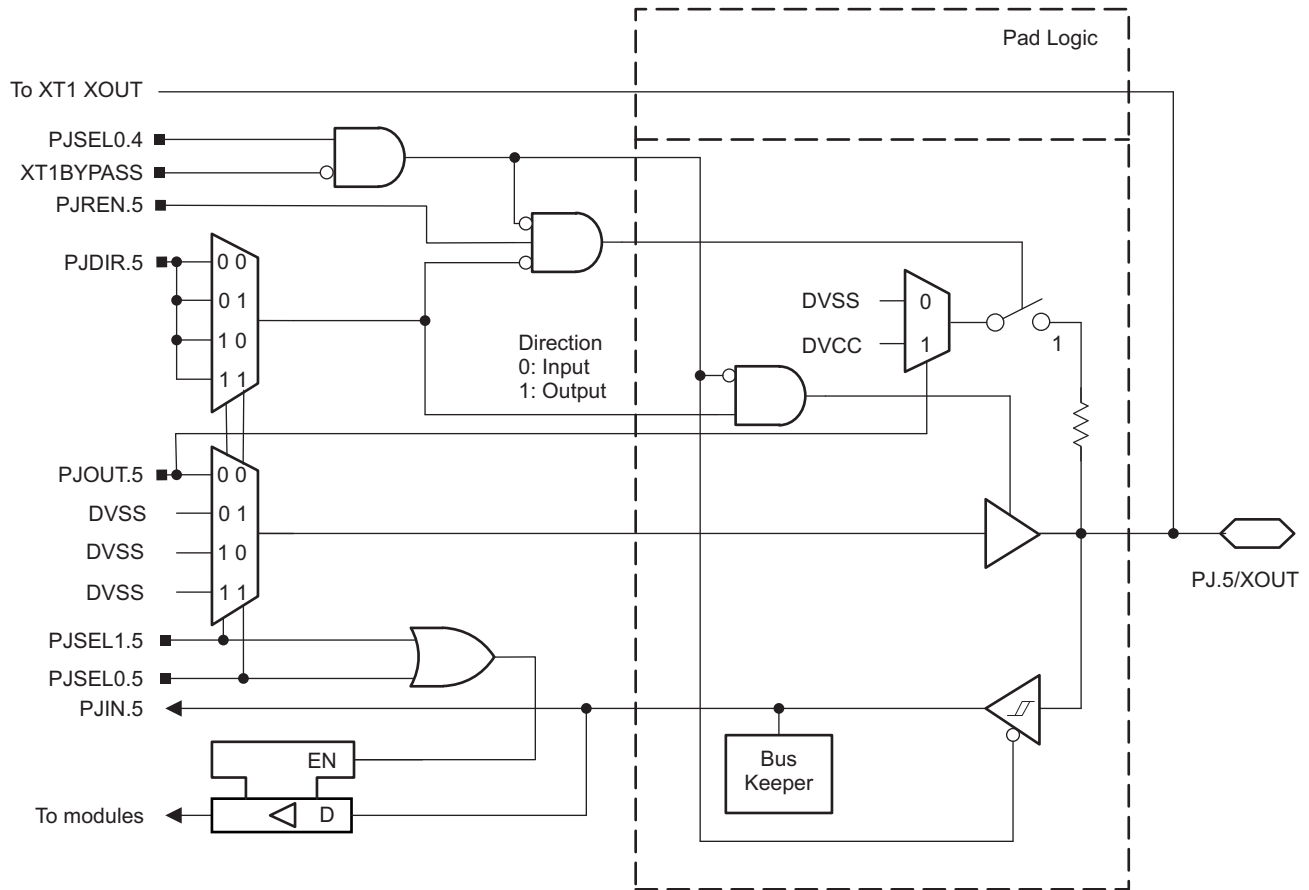 Pad Logic
To XT1 XOUT
PJSEL0.4
XT1BYPASS
PJREN.5
PJDIR.5
0 0
0 1
1 0
1 1
Direction
0: Input
1: Output
DVSS
0
DVCC
1
1
PJOUT.5
0 0
DVSS
0 1
DVSS
1 0
DVSS
1 1
PJ.5/XOUT
PJSEL1.5
PJSEL0.5
PJIN.5
EN
D
To modules
Bus
Keeper